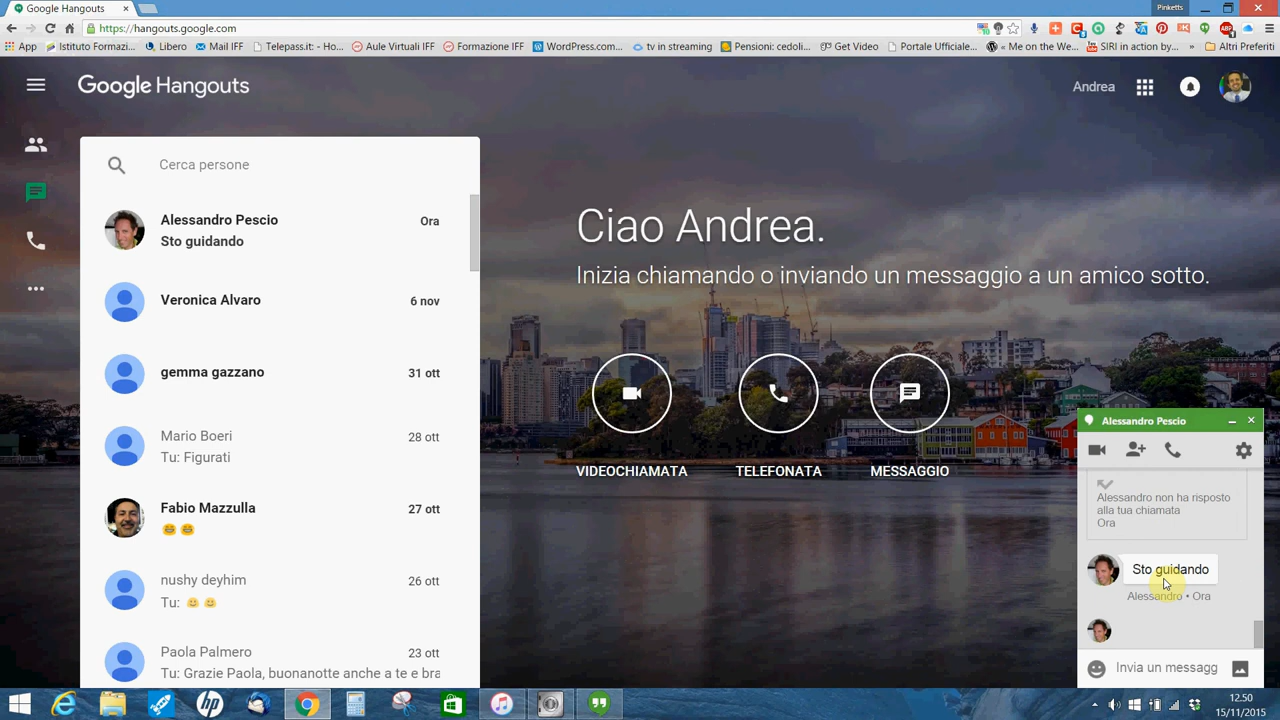 Google Hangouts
Pinketts
https://hangouts.google.com
App
Istituto Formazi...
Libero
Mail IFF
Telepass.it: - Ho...
Aule Virtuali IFF
Formazione IFF
WordPress.com...
tv in streaming
Pensioni: cedoli...
Get Video
Portale Ufficiale...
« Me on the We...
SIRI in action by...
Altri Preferiti
Google Hangouts
Andrea
Cerca persone
Alessandro Pescio
Ora
Sto guidando
Veronica Alvaro
6 nov
gemma gazzano
31 ott
Mario Boeri
28 ott
Tu: Figurati
Fabio Mazzulla
27 ott
nushy deyhim
26 ott
Tu:
Paola Palmero
23 ott
Tu: Grazie Paola, buonanotte anche a te e bra
Ciao Andrea.
Inizia chiamando o inviando un messaggio a un amico sotto.
VIDEOCHIAMATA
TELEFONATA
MESSAGGIO
Alessandro Pescio
Alessandro non ha risposto
alla tua chiamata
Ora
Sto guidando
Alessandro • Ora
Invia un messagg
12.50
15/11/2015